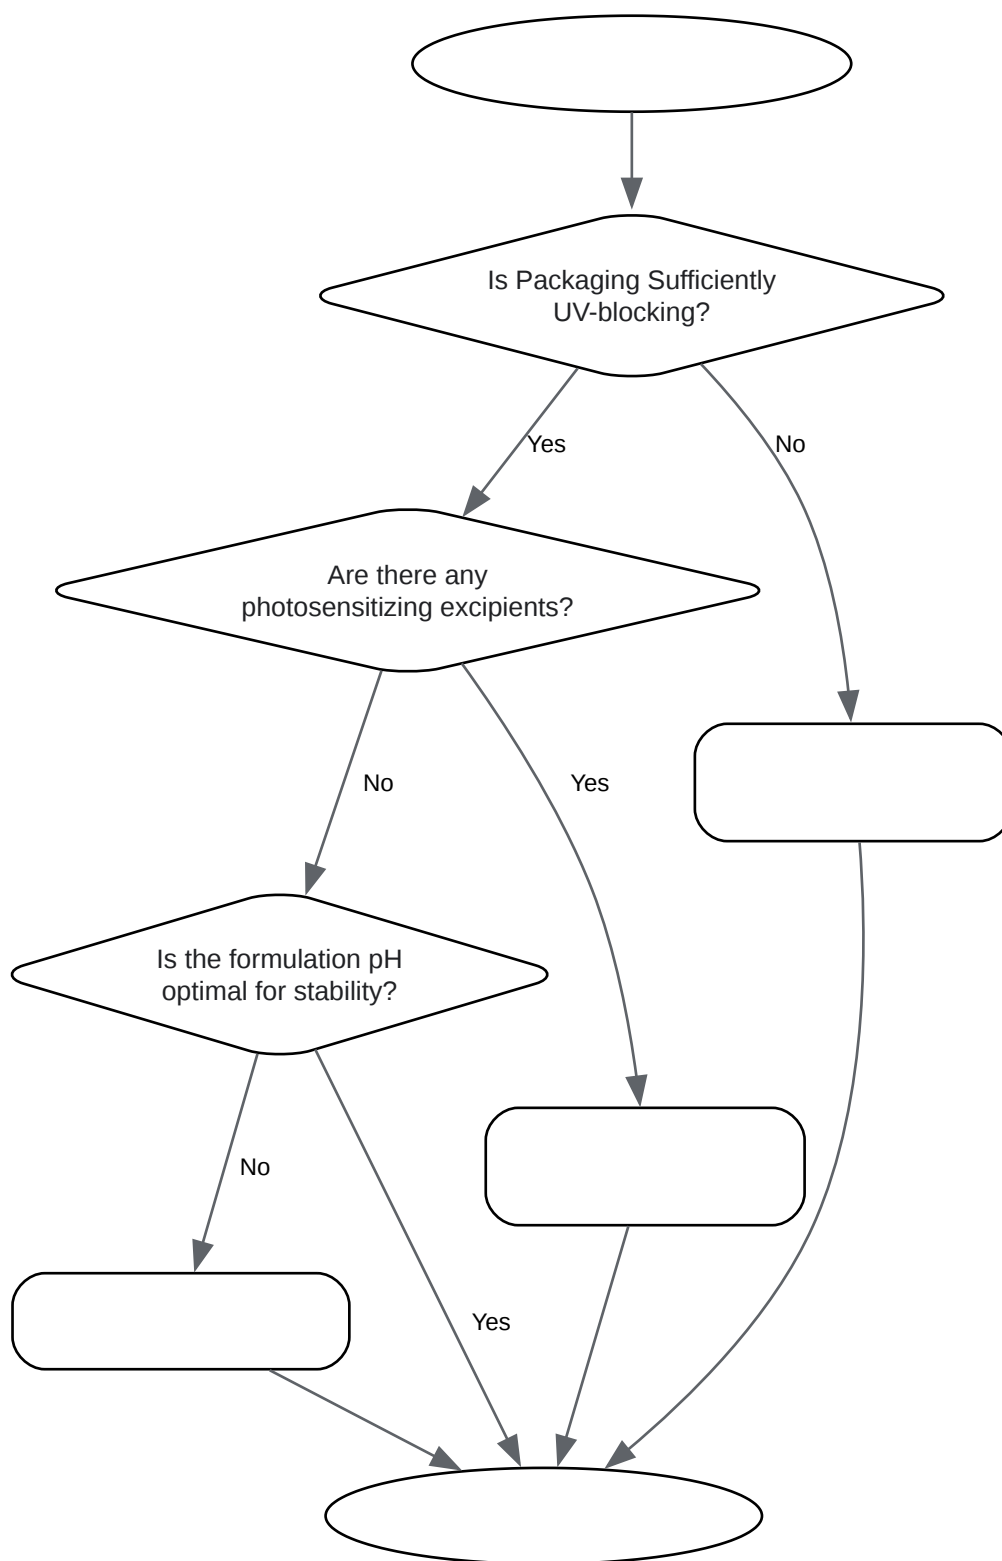 Is Packaging Sufficiently
UV-blocking?
Yes
No
Are there any
photosensitizing excipients?
No
Yes
Is the formulation pH
optimal for stability?
No
Yes